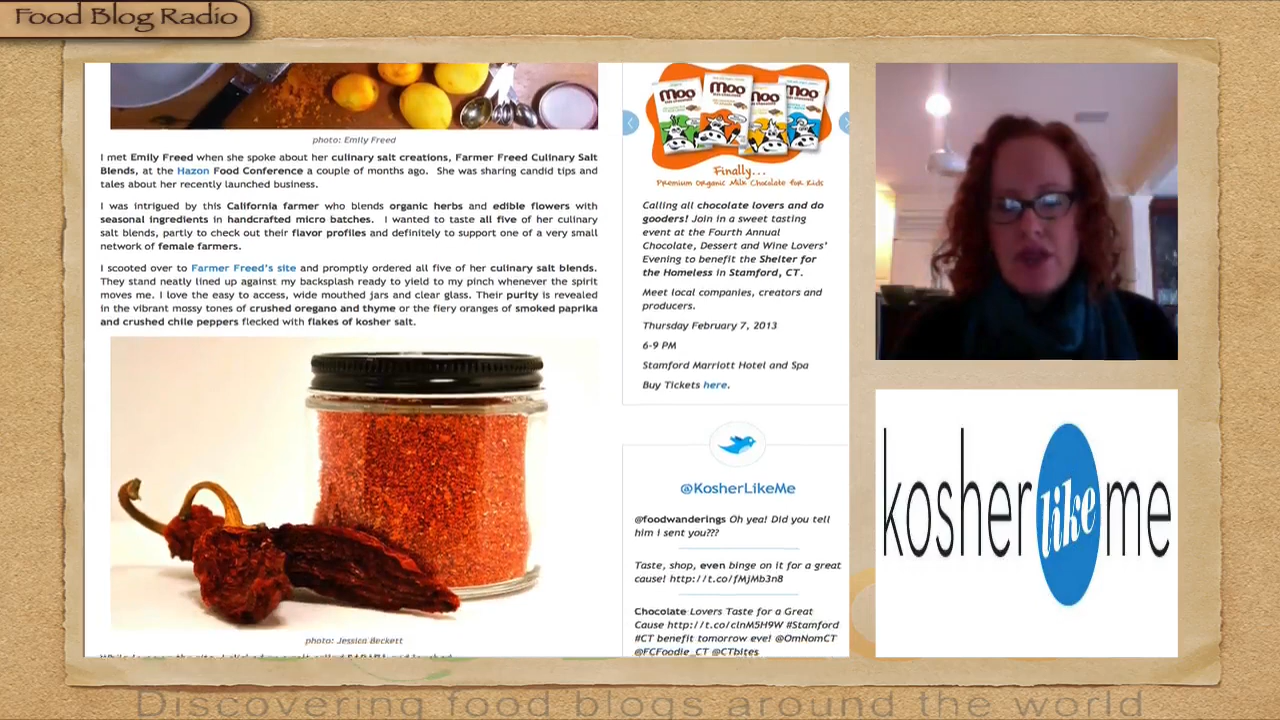 Food Blog Radio
photo: Emily Freed
I met Emily Freed when she spoke about her culinary salt creations, Farmer Freed Culinary Salt
Blends, at the Hazon Food Conference a couple of months ago. She was sharing candid tips and
tales about her recently launched business.
I was intrigued by this California farmer who blends organic herbs and edible flowers with
seasonal ingredients in handcrafted micro batches. I wanted to taste all five of her culinary
salt blends, partly to check out their flavor profiles and definitely to support one of a very small
network of female farmers.
I scooted over to Farmer Freed's site and promptly ordered all five of her culinary salt blends.
They stand neatly lined up against my backsplash ready to yield to my pinch whenever the spirit
moves me. I love the easy to access, wide mouthed jars and clear glass. Their purity is revealed
in the vibrant mossy tones of crushed oregano and thyme or the fiery oranges of smoked paprika
and crushed chile peppers flecked with flakes of kosher salt.
photo: Jessica Beckett
moo moo moo moo
Finally...
Premium Organic Milk Chocolate for Kids
Calling all chocolate lovers and do
gooders! Join in a sweet tasting
event at the Fourth Annual
Chocolate, Dessert and Wine Lovers'
Evening to benefit the Shelter for
the Homeless in Stamford, CT.
Meet local companies, creators and
producers.
Thursday February 7, 2013
6-9 PM
Stamford Marriott Hotel and Spa
Buy Tickets here.
@KosherLikeMe
@foodwanderings Oh yea! Did you tell
him I sent you???
Taste, shop, even binge on it for a great
cause! http://t.co/fMjMb3n8
Chocolate Lovers Taste for a Great
Cause http://t.co/clnM5H9W #Stamford
#CT benefit tomorrow eve! @OmNomCT
@FCFoodie_CT @CTbites
kosher like me
Discovering food blogs around the world